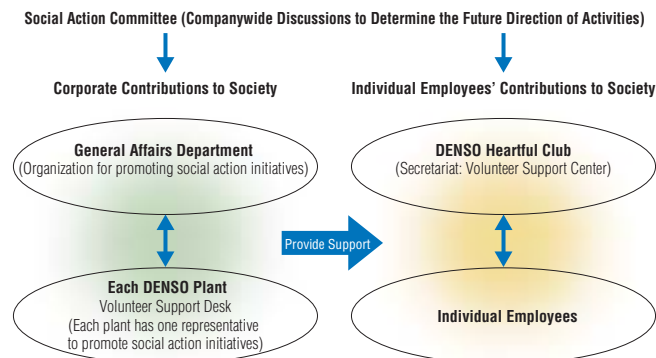 Social Action Committee (Companywide Discussions to Determine the Future Direction of Activities)
Corporate Contributions to Society
Individual Employees' Contributions to Society
General Affairs Department
(Organization for promoting social action initiatives)
DENSO Heartful Club
(Secretariat: Volunteer Support Center)
Provide Support
Each DENSO Plant
Volunteer Support Desk
(Each plant has one representative
to promote social action initiatives)
Individual Employees